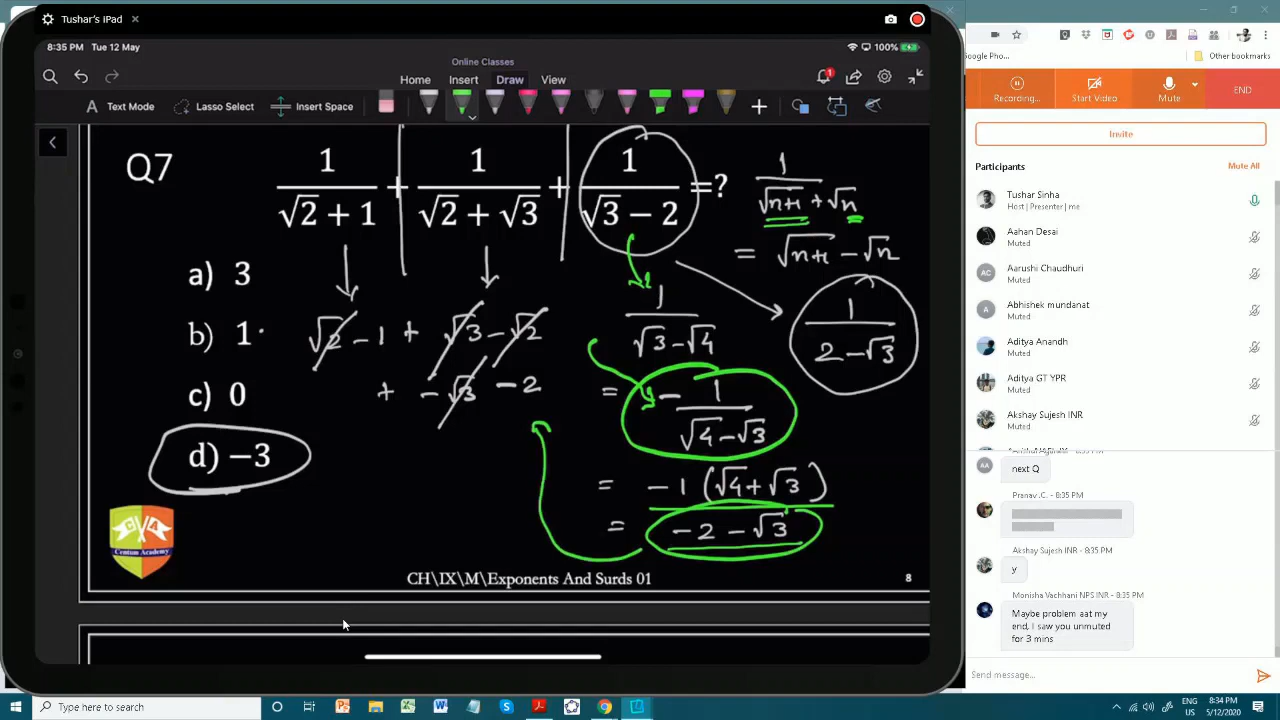 Tushar's iPad
8:35 PM Tue 12 May
100%
Online Classes
Home Insert Draw View
1
Text Mode Lasso Select Insert Space
Q7
1/(√2 + 1) + 1/(√2 + √3) + 1/(√3 − 2) = ?
1/(√n+1 + √n)
= √n+1 − √n
a) 3
b) 1
c) 0
d) −3
√2 − 1 + √3 − √2
+ − √3 − 2
1/(√3 − √4)
= − 1/(√4 − √3)
= −1 (√4 + √3)
= −2 − √3
1/(2 − √3)
Centum Academy
CH\IX\M\Exponents And Surds 01
8
Google Pho...
Other bookmarks
Recording... Start Video Mute END
Invite
Participants Mute All
Tushar Sinha
Host | Presenter | me
Aahan Desai
Muted
AC Aarushi Chaudhuri
Muted
AM Abhishek mundanat
Muted
Aditya Anandh
Muted
Aditya GT YPR
Muted
Akshay Sujesh INR
Muted
AA
next Q
Pranav .C. - 8:35 PM
Akshay Sujesh INR - 8:35 PM
y
Monisha Vachhani NPS INR - 8:35 PM
Maybe problem aat my
end, I saw you unmuted
for 3 mins
Send message...
Type here to search
ENG
US
8:34 PM
5/12/2020